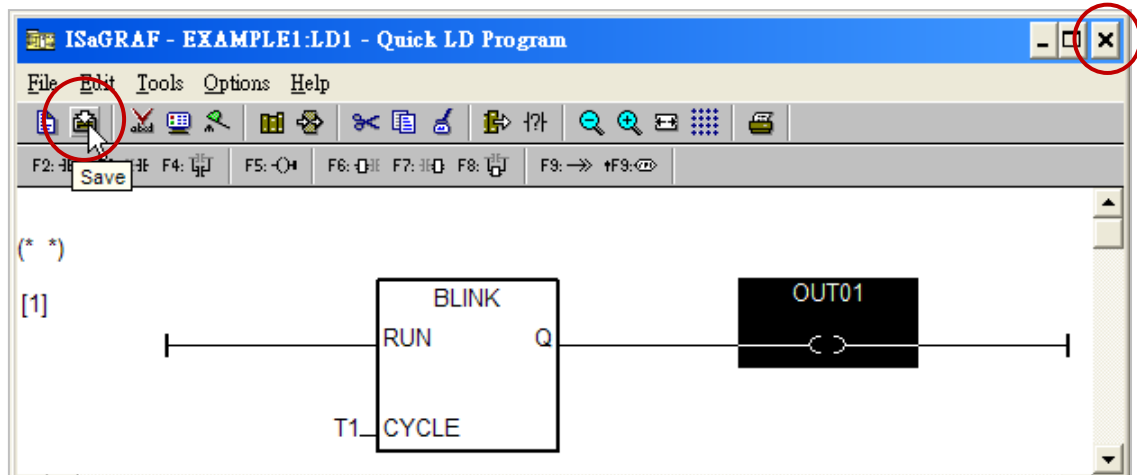 ISaGRAF - EXAMPLE1:LD1 - Quick LD Program
File Edit Tools Options Help
F2: F4: F5: F6: F7: F8: F9: F9:
Save
(* *)
[1]
BLINK
OUT01
RUN Q
T1 CYCLE